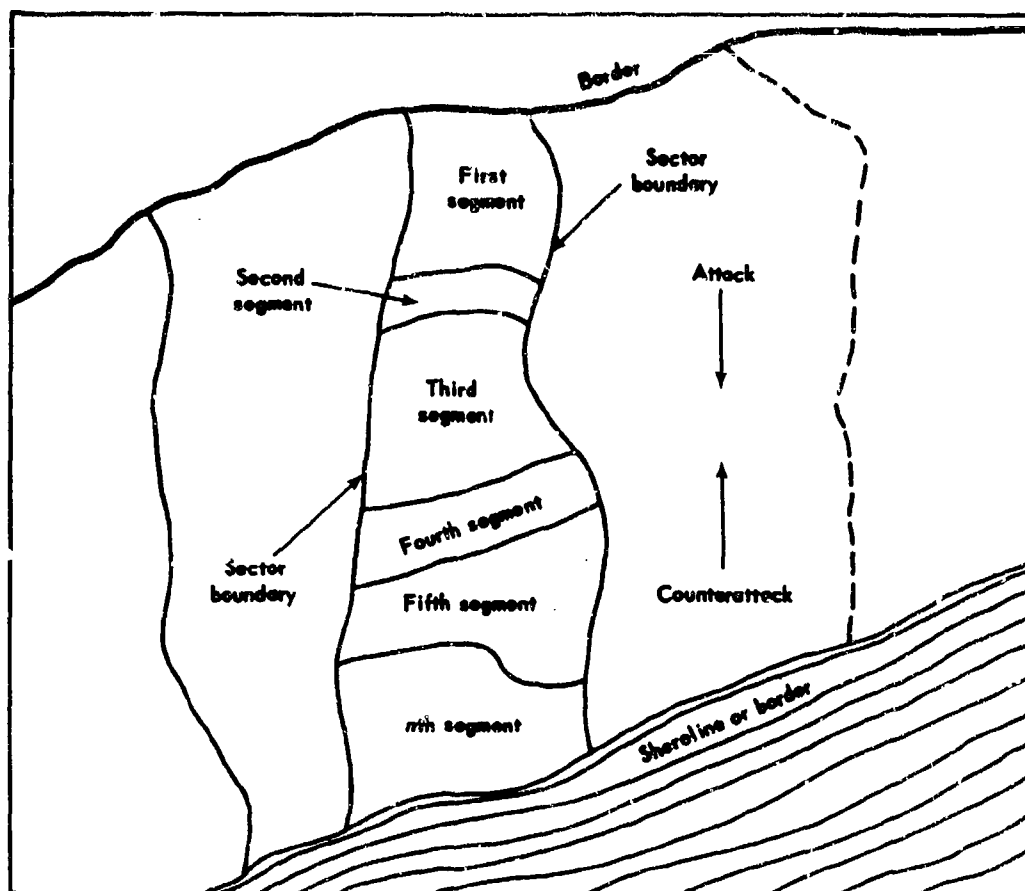 Border
First
segment
Sector
boundary
Second
segment
Attack
Third
segment
Fourth segment
Sector
boundary
Fifth segment
Counterattack
nth segment
Shoreline or border